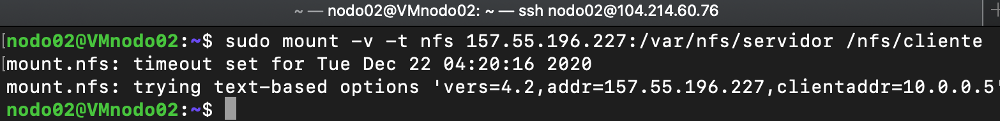 ~ — nodo02@VMnodo02: ~ — ssh nodo02@104.214.60.76
[nodo02@VMnodo02:~$ sudo mount -v -t nfs 157.55.196.227:/var/nfs/servidor /nfs/cliente
[mount.nfs: timeout set for Tue Dec 22 04:20:16 2020
mount.nfs: trying text-based options 'vers=4.2,addr=157.55.196.227,clientaddr=10.0.0.5'
nodo02@VMnodo02:~$